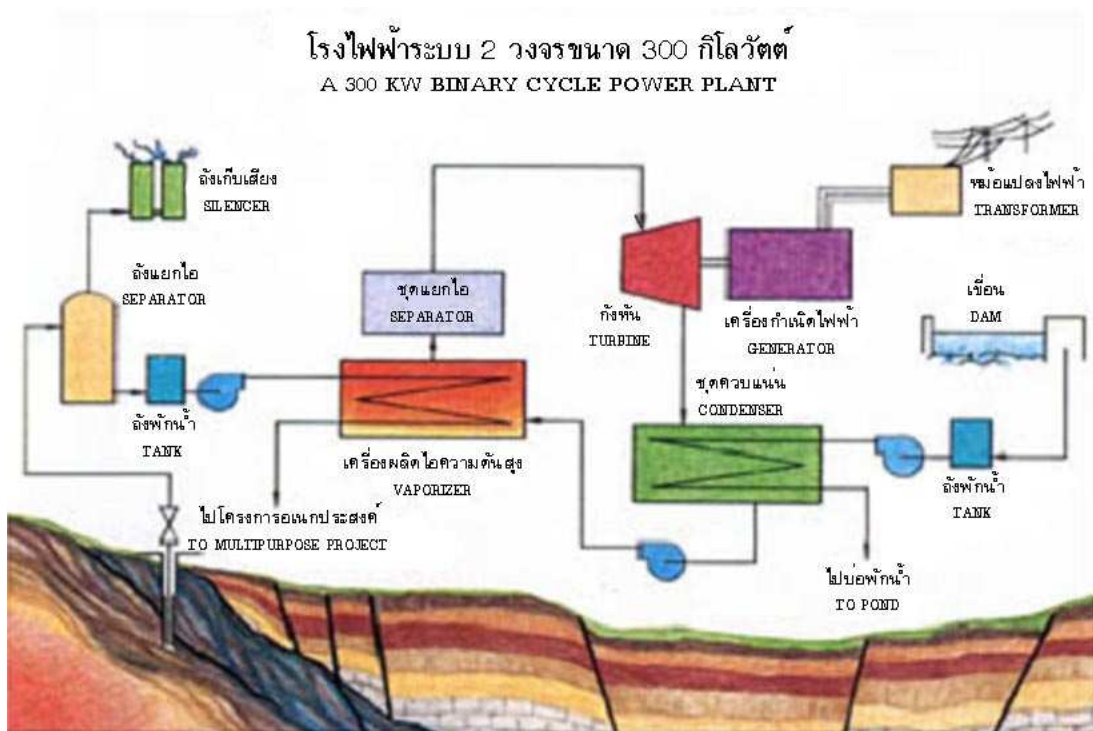 โรงไฟฟ้าระบบ 2 วงจรขนาด 300 กิโลวัตต์
A 300 KW BINARY CYCLE POWER PLANT
ถังเก็บเสียง
SILENCER
หม้อแปลงไฟฟ้า
TRANSFORMER
ถังแยกไอ
SEPARATOR
ชุดแยกไอ
SEPARATOR
กังหัน
TURBINE
เครื่องกำเนิดไฟฟ้า
GENERATOR
เขื่อน
DAM
ชุดควบแน่น
CONDENSER
ถังพักน้ำ
TANK
เครื่องผลิตไอความดันสูง
VAPORIZER
ถังพักน้ำ
TANK
ไปโครงการอเนกประสงค์
TO MULTIPURPOSE PROJECT
ไปบ่อพักน้ำ
TO POND